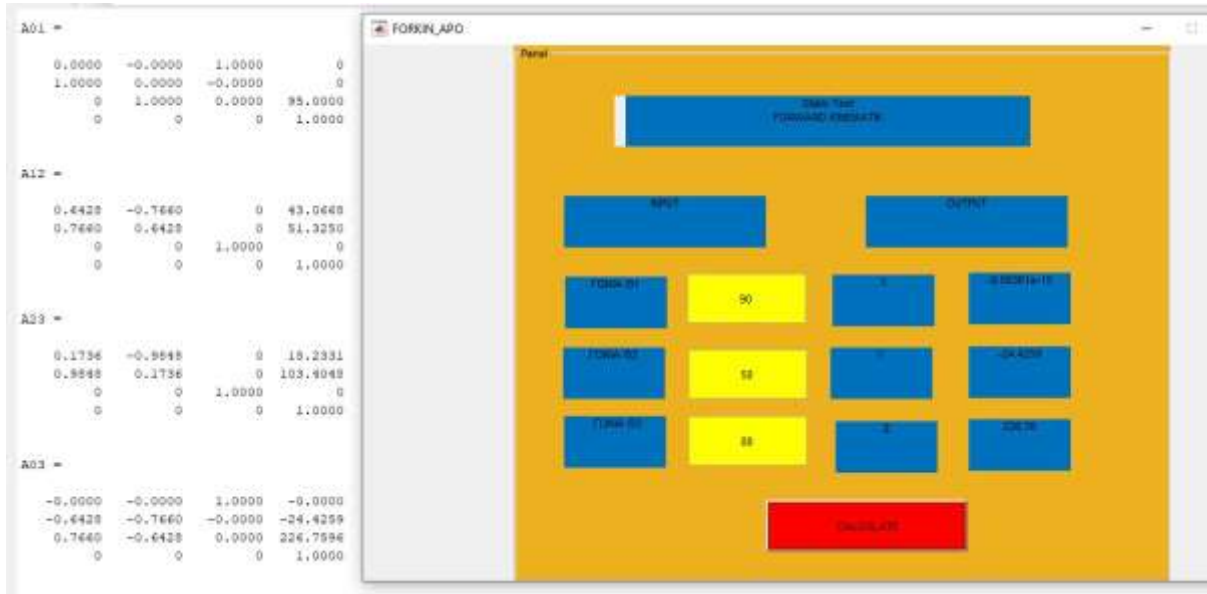 A01 =
0.0000 -0.0000 1.0000 0
1.0000 0.0000 -0.0000 0
0 1.0000 0.0000 95.0000
0 0 0 1.0000
A12 =
0.6428 -0.7660 0 43.0668
0.7660 0.6428 0 51.3250
0 0 1.0000 0
0 0 0 1.0000
A23 =
0.1736 -0.9848 0 18.2331
0.9848 0.1736 0 103.4048
0 0 1.0000 0
0 0 0 1.0000
A03 =
-0.0000 -0.0000 1.0000 -0.0000
-0.6428 -0.7660 -0.0000 -24.4259
0.7660 -0.6428 0.0000 226.7596
0 0 0 1.0000
FORKIN_APO
Panel
Static Text
FORWARD
INPUT OUTPUT
90
-24.4259
88
CALCULATE